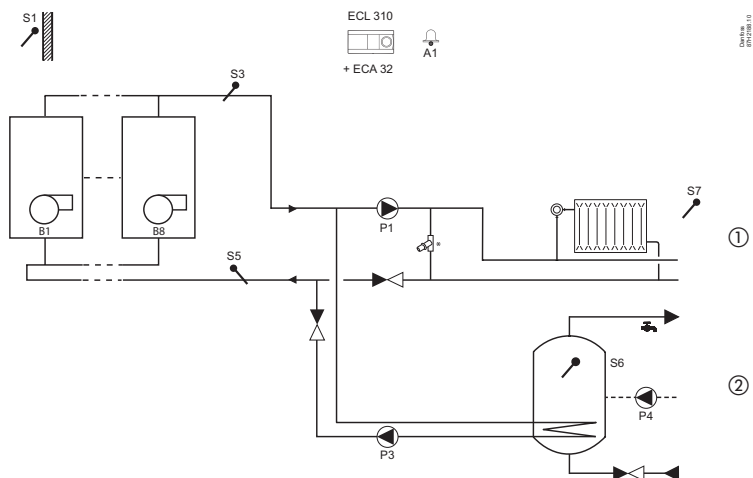 S1
ECL 310
A1
+ ECA 32
Danfoss
S3
B1
B8
P1
*
S7
①
S5
S6
②
P4
P3